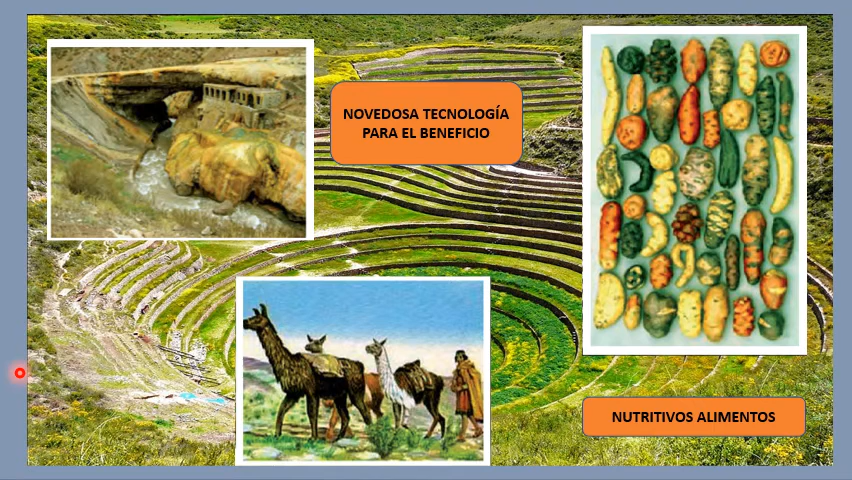 NOVEDOSA TECNOLOGÍA
PARA EL BENEFICIO
NUTRITIVOS ALIMENTOS